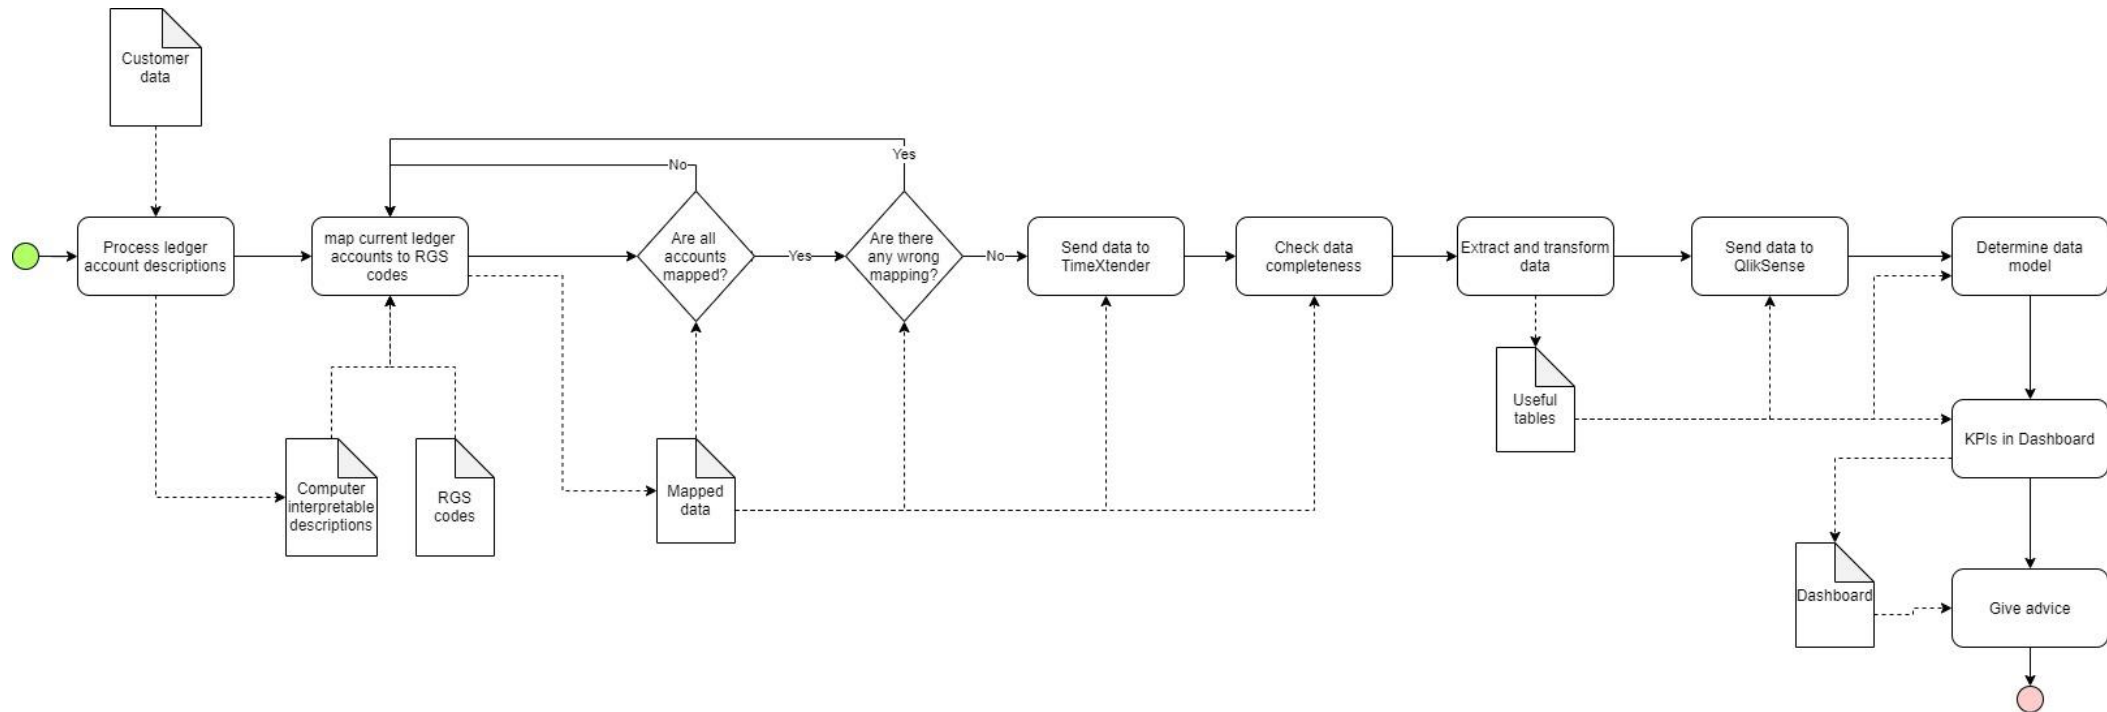 Customer
data
Yes
No
Process ledger
account descriptions
map current ledger
accounts to RGS
codes
Are all
accounts
mapped?
Yes
Are there
any wrong
mapping?
No
Send data to
TimeXtender
Check data
completeness
Extract and transform
data
Send data to
QlikSense
Determine data
model
Useful
tables
KPIs in Dashboard
Computer
interpretable
descriptions
RGS
codes
Mapped
data
Dashboard
Give advice